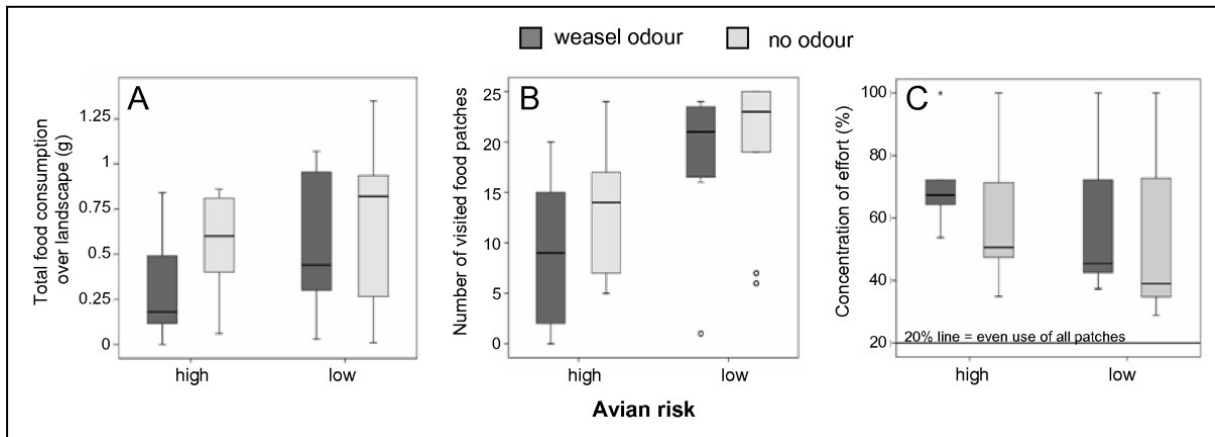 weasel odour no odour
A
Total food consumption
over landscape (g)
1.25
1
0.75
0.5
0.25
0
high low
B
Number of visited food patches
25
20
15
10
5
0
high low
C
Concentration of effort (%)
100
80
60
40
20
20% line = even use of all patches
high low
Avian risk